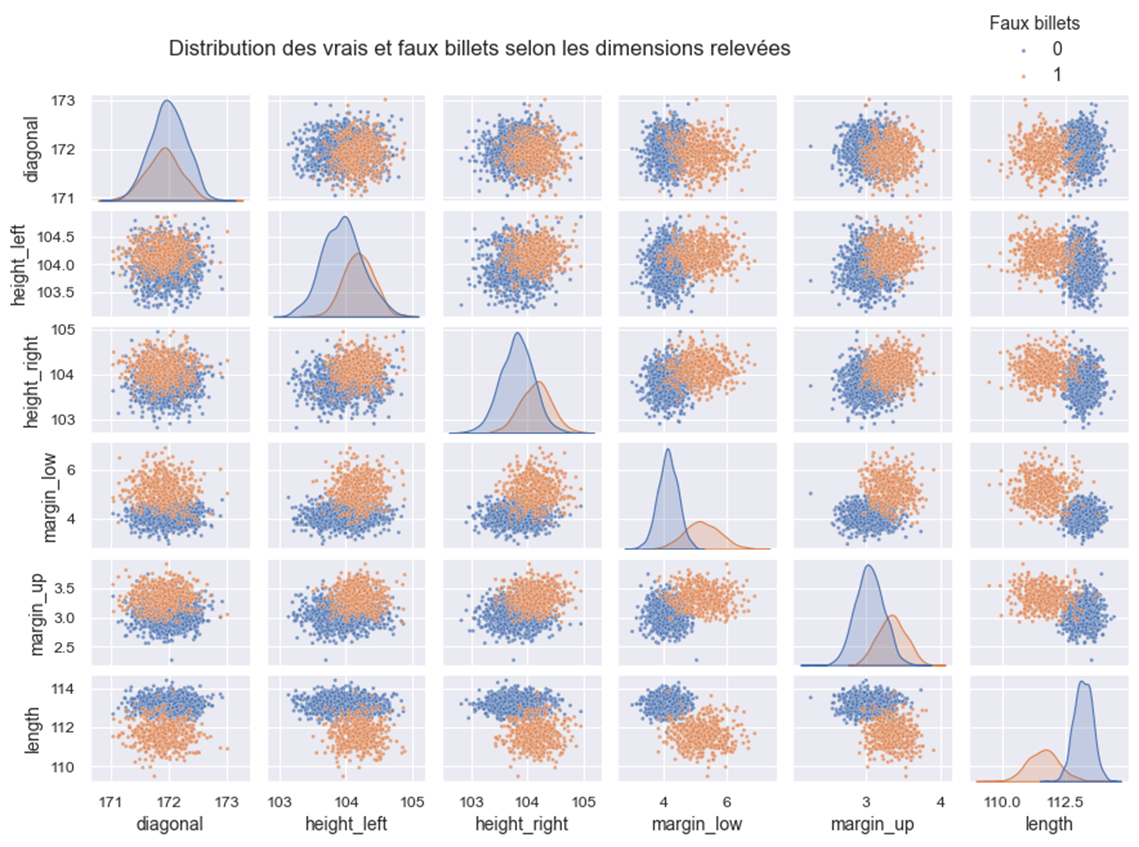 Distribution des vrais et faux billets selon les dimensions relevées
Faux billets
0
1
diagonal
173
172
171
height_left
104.5
104.0
103.5
height_right
105
104
103
margin_low
6
4
margin_up
3.5
3.0
2.5
length
114
112
110
171 172 173 103 104 105 103 104 105 4 6 3 4 110.0 112.5
diagonal height_left height_right margin_low margin_up length